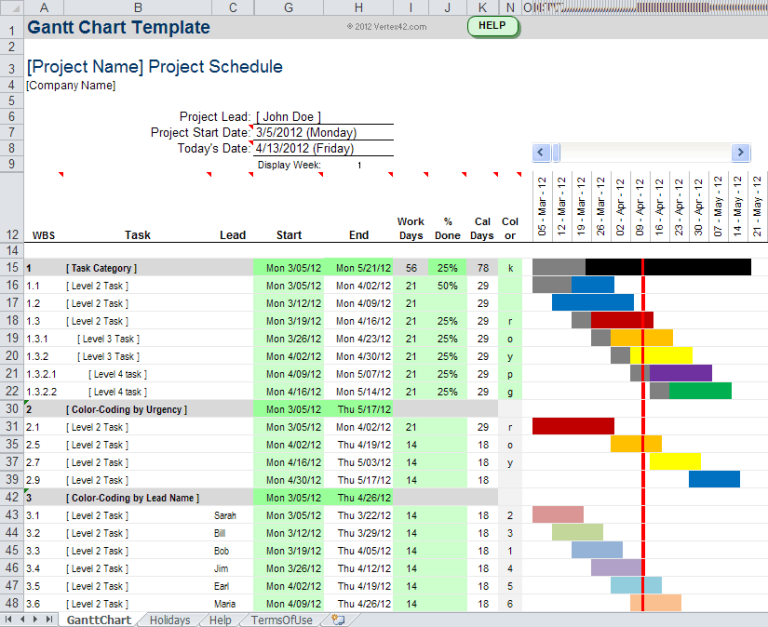 A B C G H I J K N O
1 Gantt Chart Template © 2012 Vertex42.com HELP
2
3 [Project Name] Project Schedule
4 [Company Name]
5
6 Project Lead: [ John Doe ]
7 Project Start Date: 3/5/2012 (Monday)
8 Today's Date: 4/13/2012 (Friday)
9 Display Week: 1
12 WBS Task Lead Start End Work Days % Done Cal Days Col or 05 - Mar - 12 12 - Mar - 12 19 - Mar - 12 26 - Mar - 12 02 - Apr - 12 09 - Apr - 12 16 - Apr - 12 23 - Apr - 12 30 - Apr - 12 07 - May - 12 14 - May - 12 21 - May - 12
14
15 1 [ Task Category ] Mon 3/05/12 Mon 5/21/12 56 25% 78 k
16 1.1 [ Level 2 Task ] Mon 3/05/12 Mon 4/02/12 21 50% 29
17 1.2 [ Level 2 Task ] Mon 3/12/12 Mon 4/09/12 21 29
18 1.3 [ Level 2 Task ] Mon 3/19/12 Mon 4/16/12 21 25% 29 r
19 1.3.1 [ Level 3 Task ] Mon 3/26/12 Mon 4/23/12 21 25% 29 o
20 1.3.2 [ Level 3 Task ] Mon 4/02/12 Mon 4/30/12 21 25% 29 y
21 1.3.2.1 [ Level 4 task ] Mon 4/09/12 Mon 5/07/12 21 25% 29 p
22 1.3.2.2 [ Level 4 task ] Mon 4/16/12 Mon 5/14/12 21 25% 29 g
30 2 [ Color-Coding by Urgency ] Mon 3/05/12 Thu 5/17/12
31 2.1 [ Level 2 Task ] Mon 3/05/12 Mon 4/02/12 21 29 r
35 2.5 [ Level 2 Task ] Mon 4/02/12 Thu 4/19/12 14 18 o
37 2.7 [ Level 2 Task ] Mon 4/16/12 Thu 5/03/12 14 18 y
39 2.9 [ Level 2 Task ] Mon 4/30/12 Thu 5/17/12 14 18
42 3 [ Color-Coding by Lead Name ] Mon 3/05/12 Thu 4/26/12
43 3.1 [ Level 2 Task ] Sarah Mon 3/05/12 Thu 3/22/12 14 18 2
44 3.2 [ Level 2 Task ] Bill Mon 3/12/12 Thu 3/29/12 14 18 3
45 3.3 [ Level 2 Task ] Bob Mon 3/19/12 Thu 4/05/12 14 18 1
46 3.4 [ Level 2 Task ] Jim Mon 3/26/12 Thu 4/12/12 14 18 4
47 3.5 [ Level 2 Task ] Earl Mon 4/02/12 Thu 4/19/12 14 18 5
48 3.6 [ Level 2 Task ] Maria Mon 4/09/12 Thu 4/26/12 14 18 6
GanttChart Holidays Help TermsOfUse